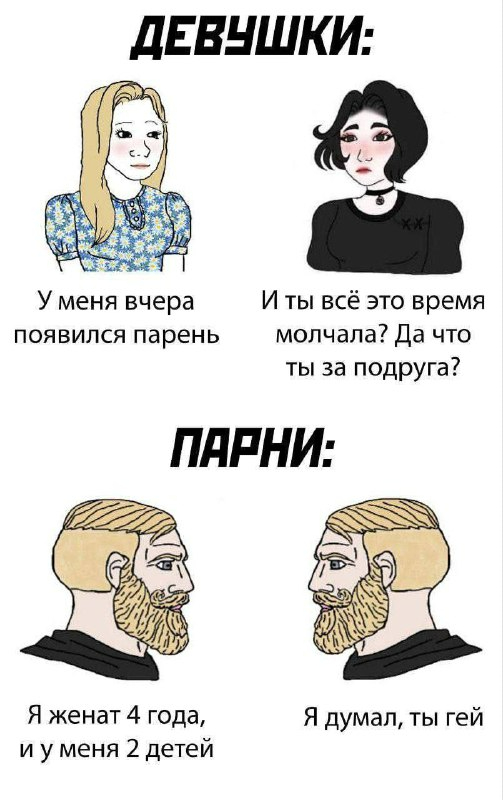 ДЕВУШКИ:
У меня вчера
появился парень
И ты всё это время
молчала? Да что
ты за подруга?
ПАРНИ:
Я женат 4 года,
и у меня 2 детей
Я думал, ты гей